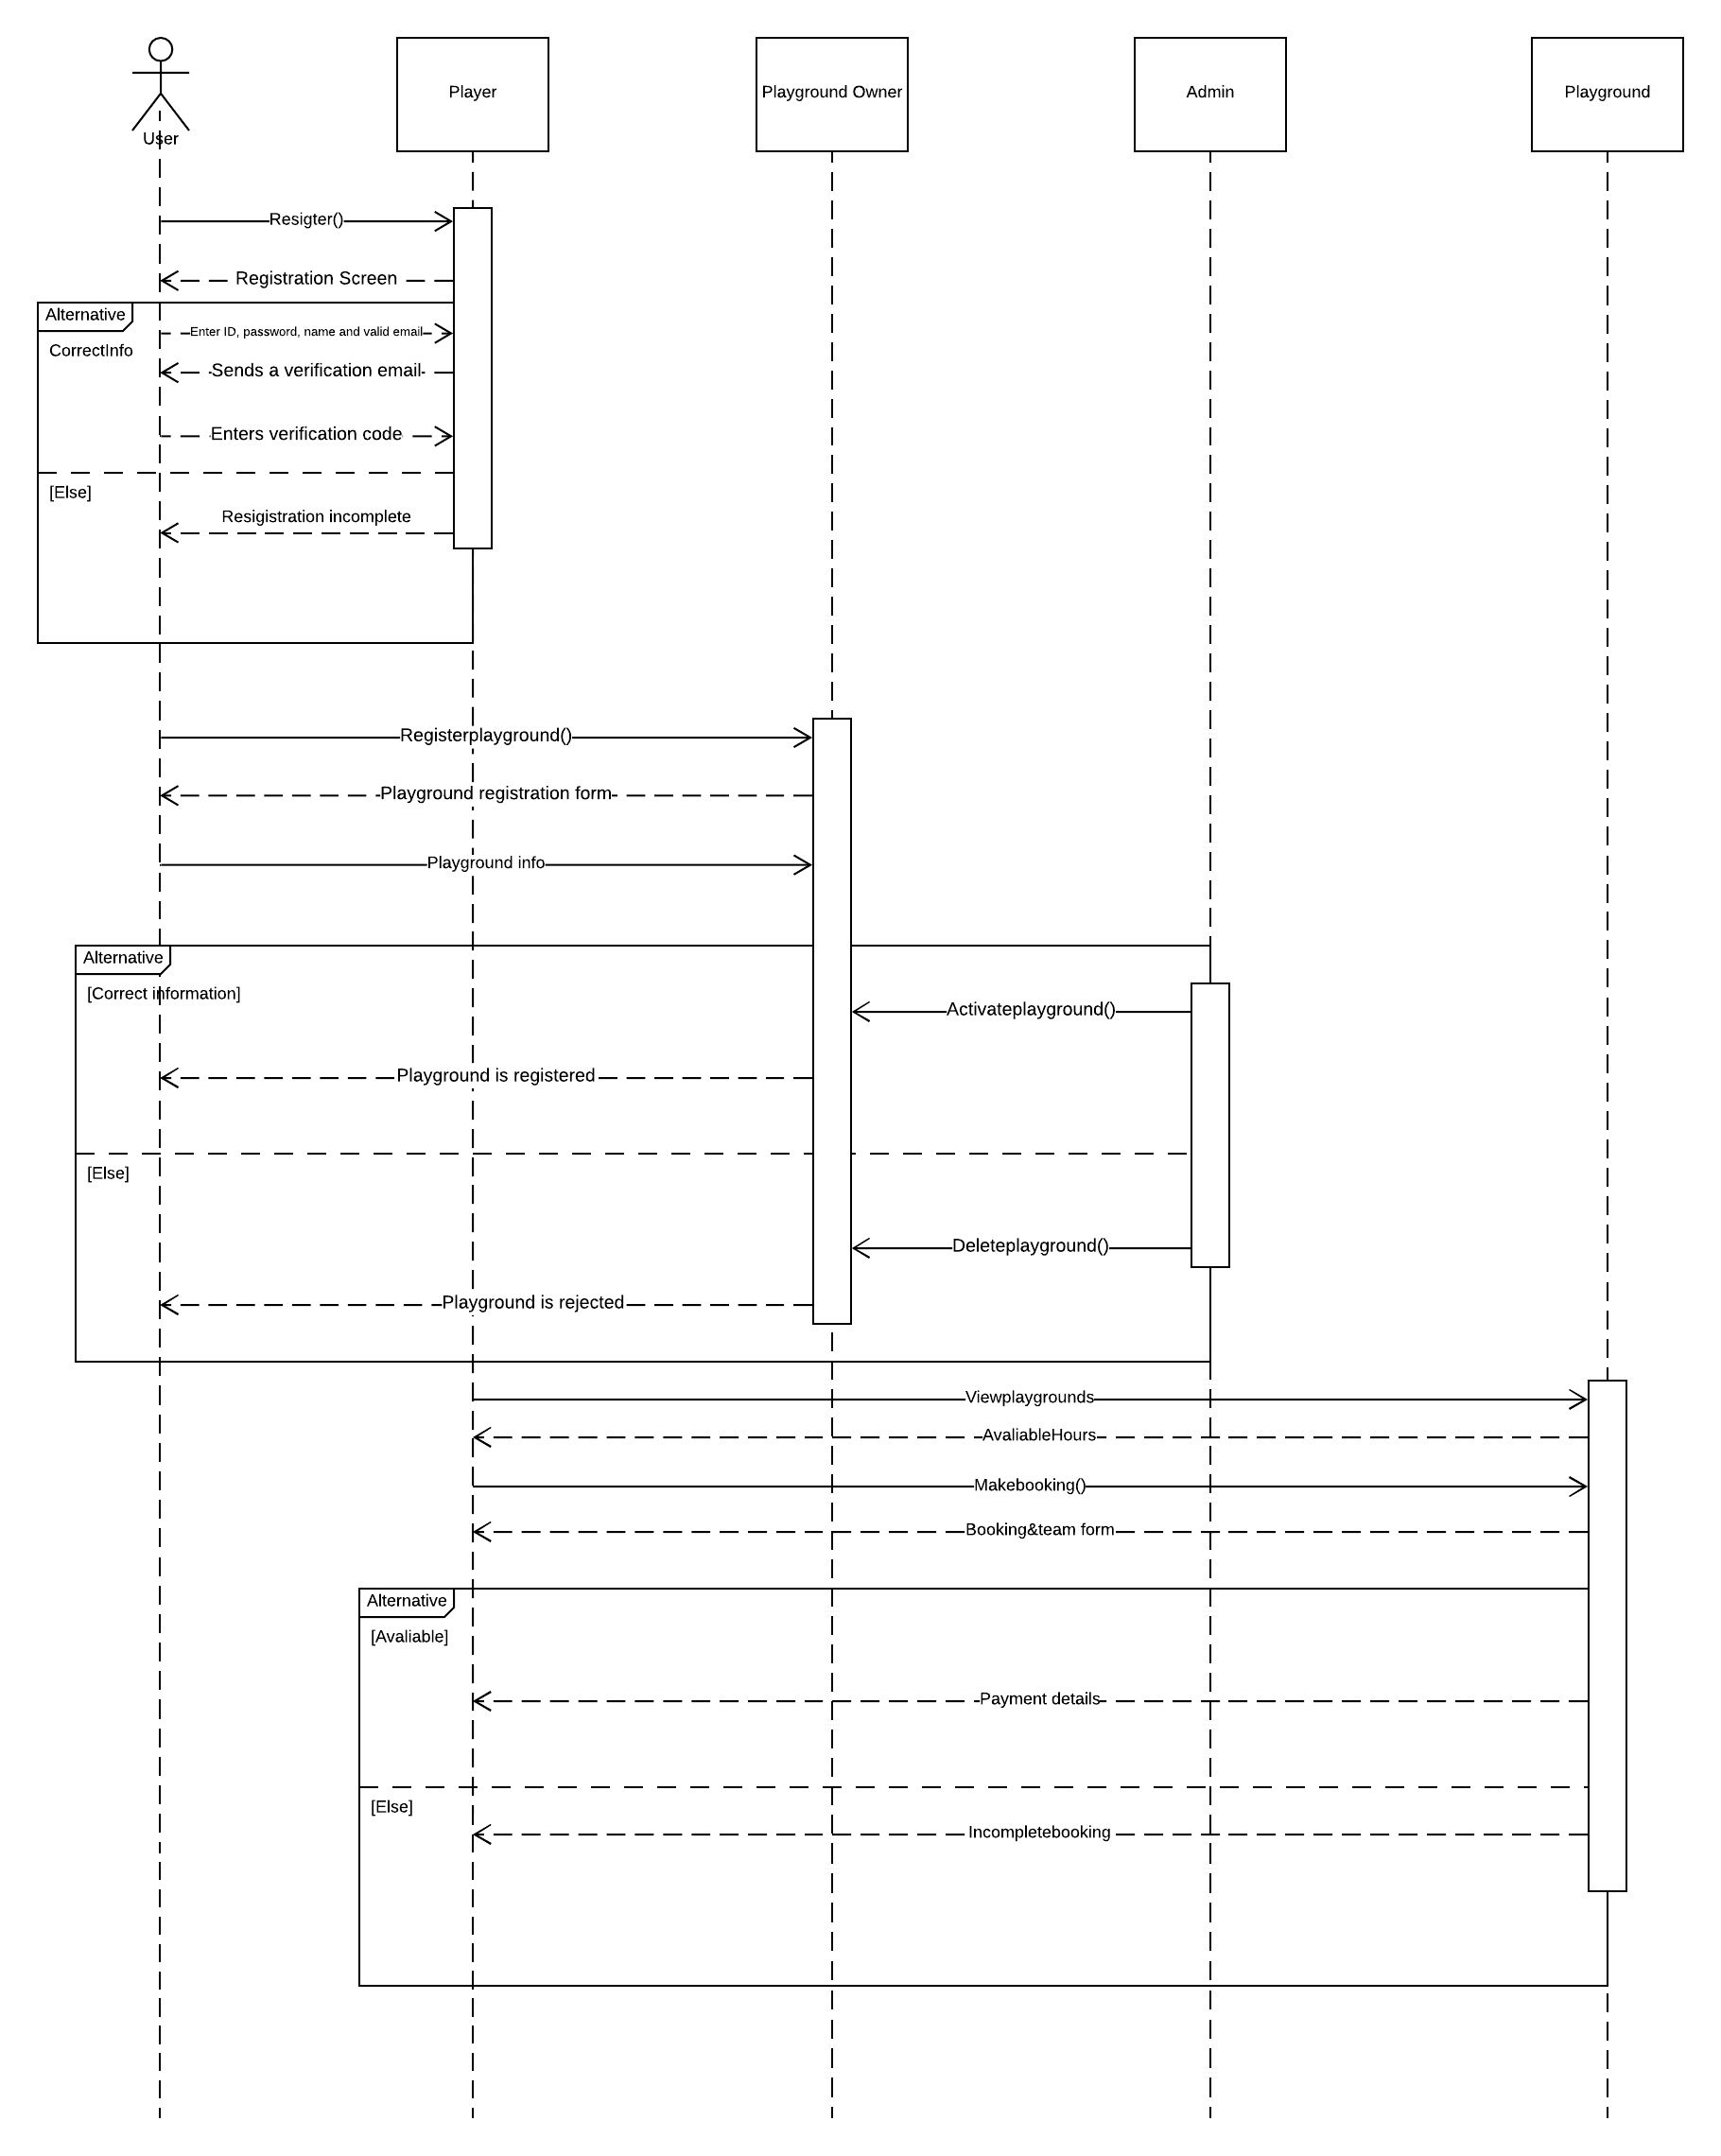 User
Player
Playground Owner
Admin
Playground
Resigter()
Registration Screen
Alternative
Enter ID, password, name and valid email
CorrectInfo
Sends a verification email
Enters verification code
[Else]
Resigistration incomplete
Registerplayground()
Playground registration form
Playground info
Alternative
[Correct information]
Activateplayground()
Playground is registered
[Else]
Deleteplayground()
Playground is rejected
Viewplaygrounds
AvaliableHours
Makebooking()
Booking&team form
Alternative
[Avaliable]
Payment details
[Else]
Incompletebooking